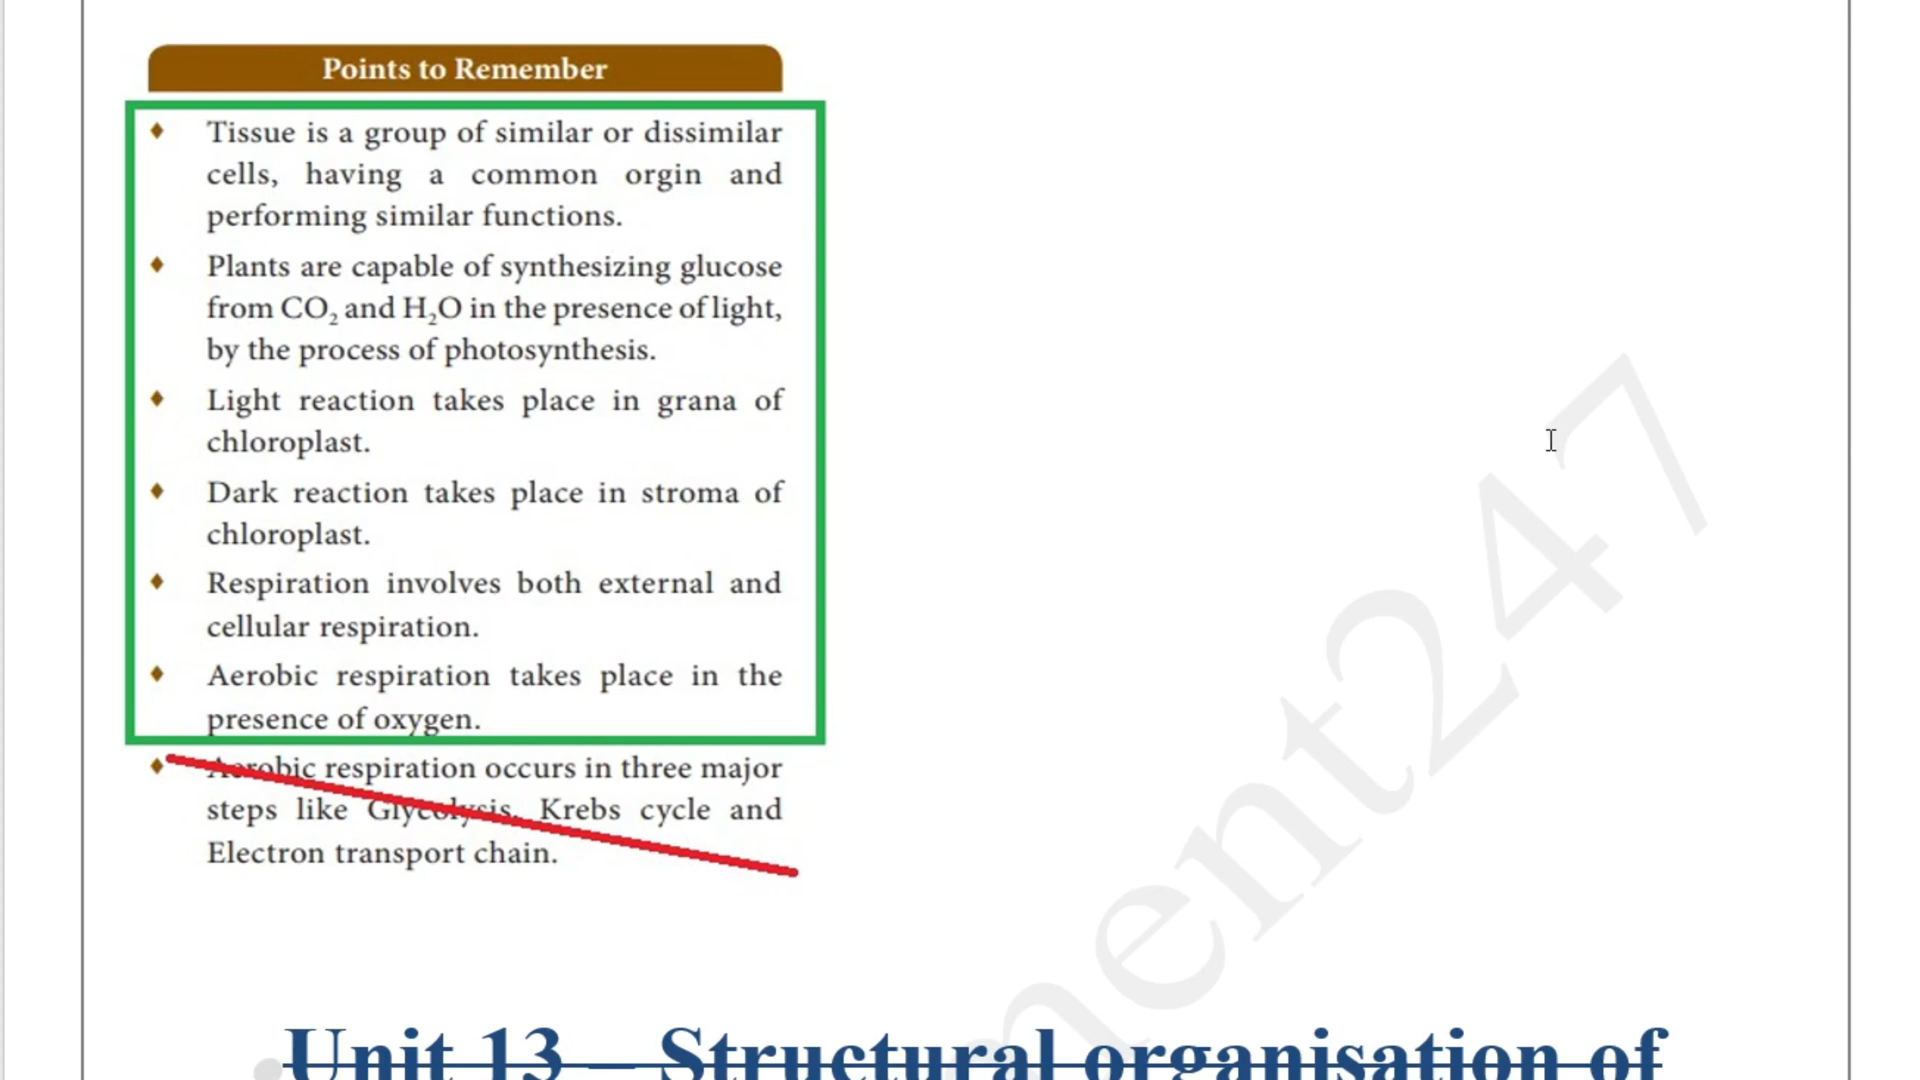 Points to Remember
♦ Tissue is a group of similar or dissimilar
cells, having a common orgin and
performing similar functions.
♦ Plants are capable of synthesizing glucose
from CO₂ and H₂O in the presence of light,
by the process of photosynthesis.
♦ Light reaction takes place in grana of
chloroplast.
♦ Dark reaction takes place in stroma of
chloroplast.
♦ Respiration involves both external and
cellular respiration.
♦ Aerobic respiration takes place in the
presence of oxygen.
♦ Aerobic respiration occurs in three major
steps like Glycolysis, Krebs cycle and
Electron transport chain.
ment247
Unit 13 – Structural organisation of